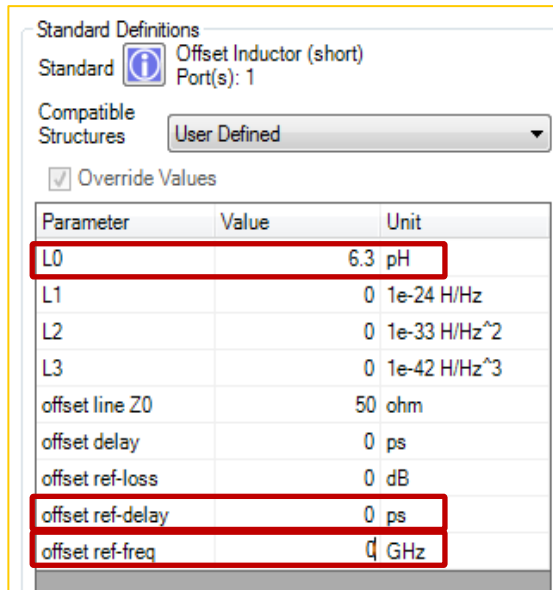 Standard Definitions
Standard Offset Inductor (short)
Port(s): 1
Compatible
Structures User Defined
Override Values
Parameter Value Unit
L0 6.3 pH
L1 0 1e-24 H/Hz
L2 0 1e-33 H/Hz^2
L3 0 1e-42 H/Hz^3
offset line Z0 50 ohm
offset delay 0 ps
offset ref-loss 0 dB
offset ref-delay 0 ps
offset ref-freq 0 GHz